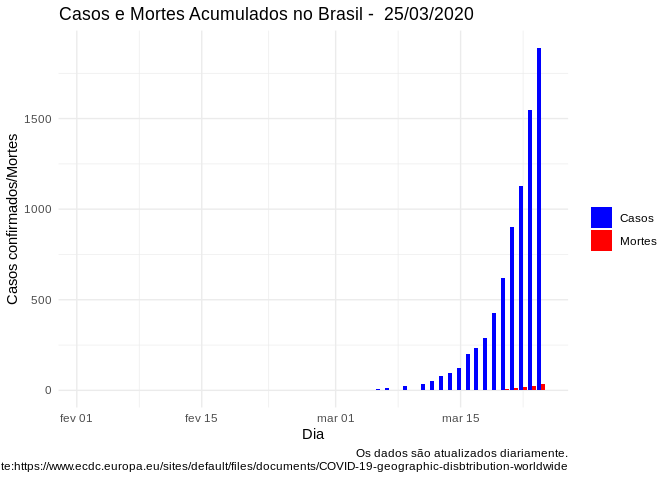 Casos e Mortes Acumulados no Brasil -  25/03/2020
Casos confirmados/Mortes
1500
1000
500
0
fev 01
fev 15
mar 01
mar 15
Dia
Casos
Mortes
Os dados são atualizados diariamente.
te:https://www.ecdc.europa.eu/sites/default/files/documents/COVID-19-geographic-disbtribution-worldwide